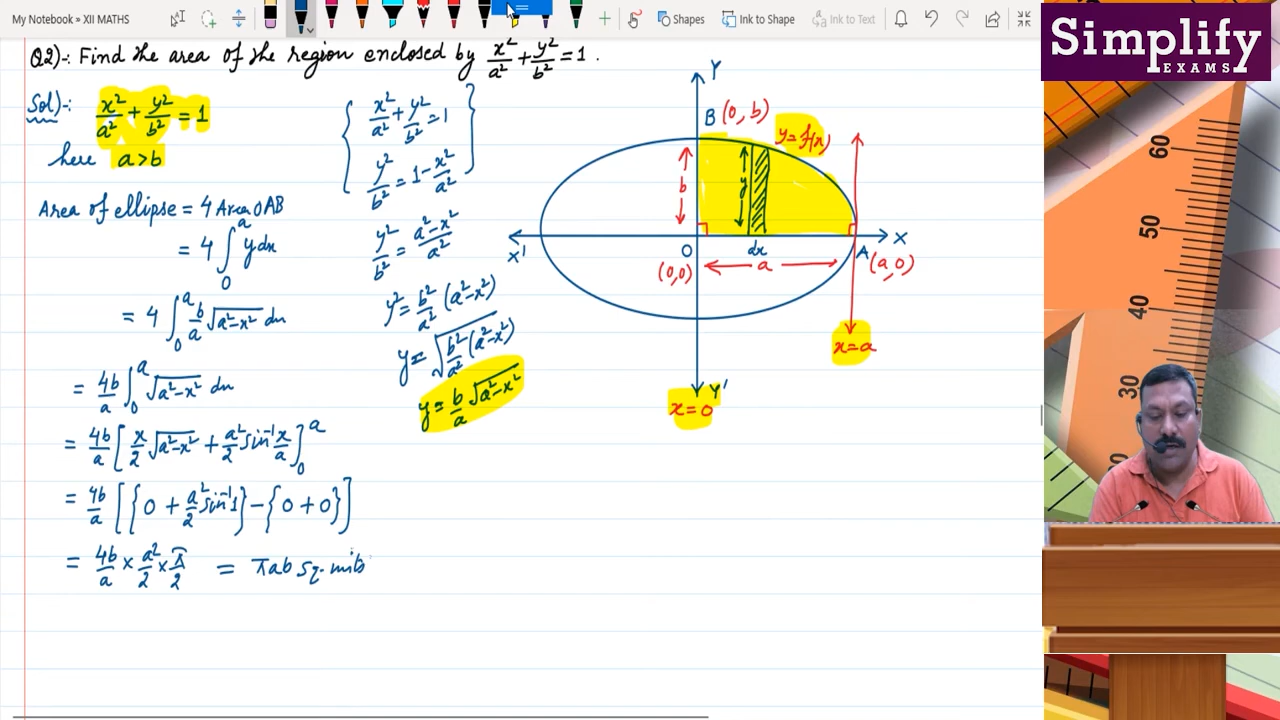 My Notebook » XII MATHS
Shapes
Ink to Shape
Ink to Text
Simplify
EXAMS
Q2):- Find the area of the region enclosed by x²/a² + y²/b² = 1.
Sol):- x²/a² + y²/b² = 1
here a>b
Area of ellipse = 4 Area OAB
= 4 ∫₀ᵃ y dx
= 4 ∫₀ᵃ b/a √(a²-x²) dx
= 4b/a ∫₀ᵃ √(a²-x²) dx
= 4b/a [x/2 √(a²-x²) + a²/2 sin⁻¹ x/a]₀ᵃ
= 4b/a [{0 + a²/2 sin⁻¹1} - {0+0}]
= 4b/a × a²/2 × π/2 = πab sq. units
{ x²/a² + y²/b² = 1
y²/b² = 1 - x²/a² }
y²/b² = (a²-x²)/a²
y² = b²/a² (a²-x²)
y = √(b²/a² (a²-x²))
y = b/a √(a²-x²)
Y
B (0, b)
y = f(x)
b
y
X'
O
dx
A
X
(0,0)
a
(a,0)
x=a
Y'
x=0
60
50
40
30